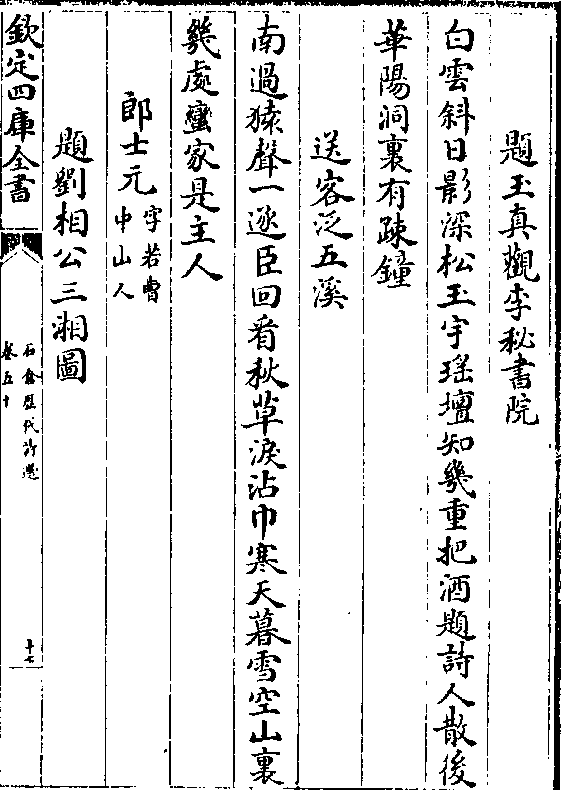 題玉真觀李秘書院
白雲斜日影深松玉宇瑶壇知幾重把酒題詩人散後
華陽洞裏有疎鐘
送客泛五溪
南過猿聲一逐臣回看秋草淚沾巾寒天暮雪空山裏
幾處蠻家是主人
郎士元字若曹
中山人
題劉相公三湘圖
欽定四庫全書
石倉歷代詩選
卷五十
十七